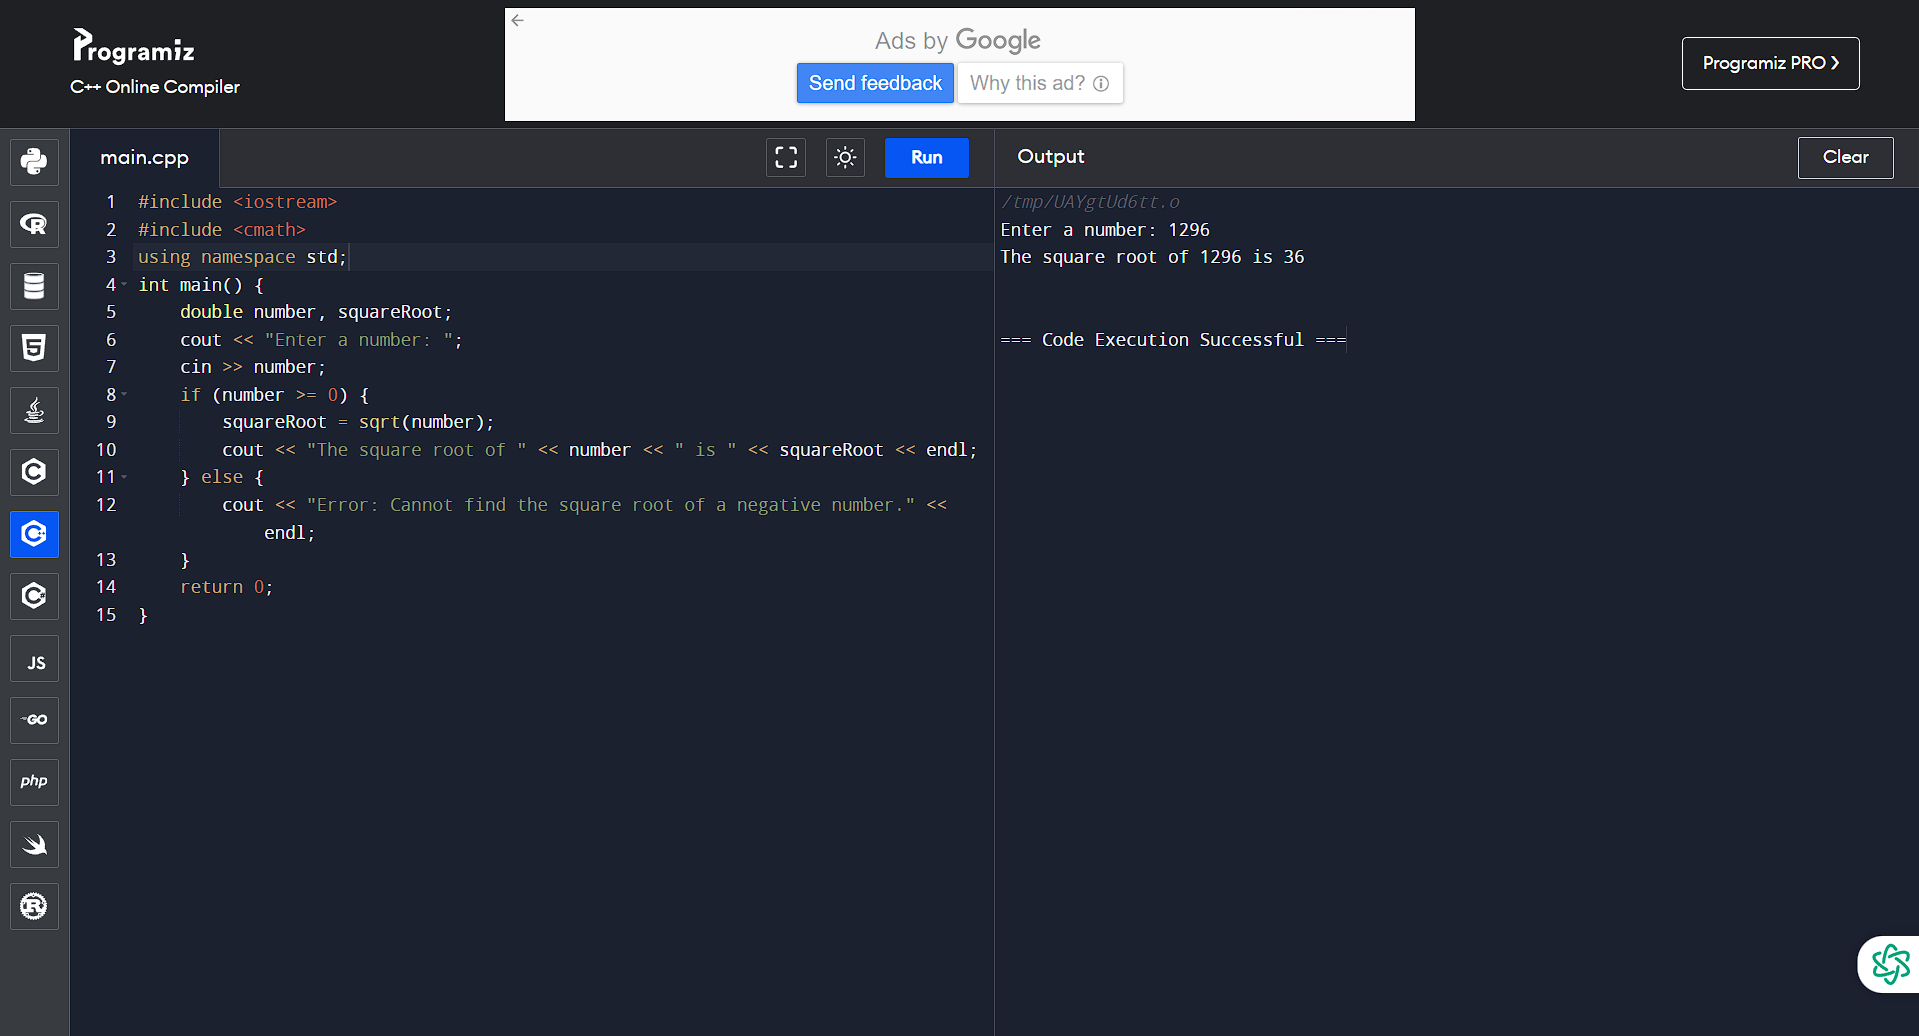 Programiz
C++ Online Compiler
Ads by Google
Send feedback
Why this ad?
Programiz PRO ❯
main.cpp
Run
Output
Clear
1 #include <iostream>
2 #include <cmath>
3 using namespace std;
4 int main() {
5     double number, squareRoot;
6     cout << "Enter a number: ";
7     cin >> number;
8     if (number >= 0) {
9         squareRoot = sqrt(number);
10         cout << "The square root of " << number << " is " << squareRoot << endl;
11     } else {
12         cout << "Error: Cannot find the square root of a negative number." <<
            endl;
13     }
14     return 0;
15 }
/tmp/UAYgtUd6tt.o
Enter a number: 1296
The square root of 1296 is 36
=== Code Execution Successful ===
R
5
C
C++
C#
JS
GO
php
R